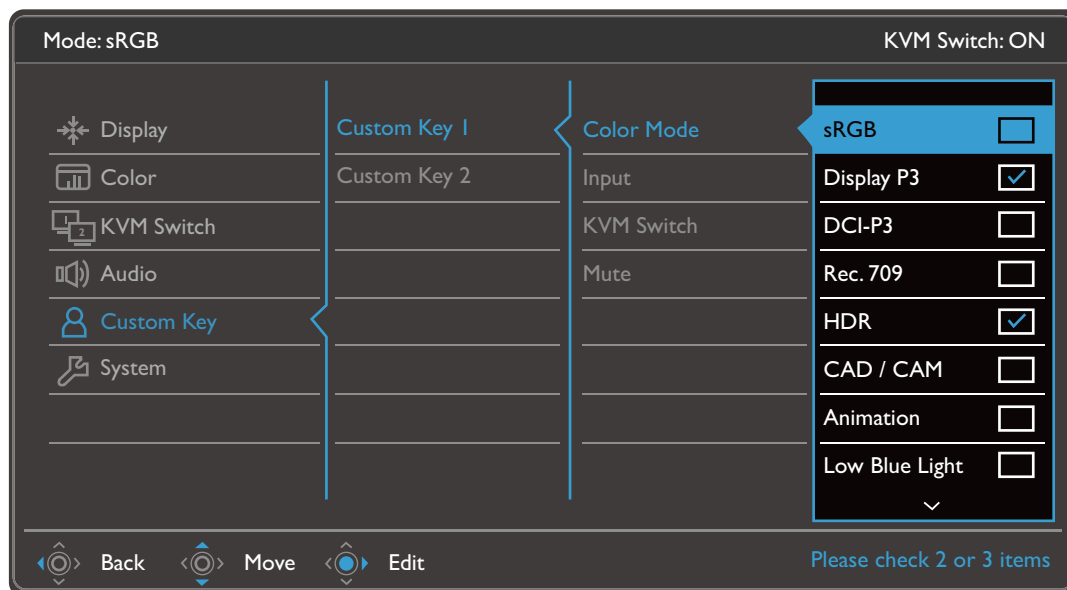 Mode: sRGB
KVM Switch: ON
Display
Color
1
2
KVM Switch
Audio
Custom Key
System
Custom Key 1
Custom Key 2
Color Mode
Input
KVM Switch
Mute
sRGB
Display P3
DCI-P3
Rec. 709
HDR
CAD / CAM
Animation
Low Blue Light
Back
Move
Edit
Please check 2 or 3 items